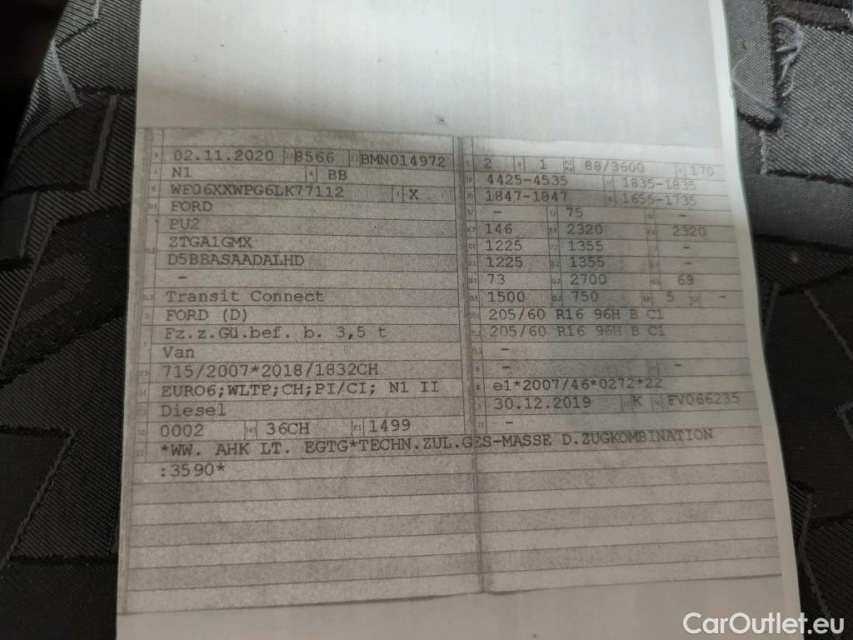 02.11.2020 8566 BMN014972
N1 BB
WF06XXWPG6LK77112 X
FORD
PU2
ZTGA1GMX
D5BBASAADALHD
-
Transit Connect
FORD (D)
Fz.z.Gü.bef. b. 3,5 t
Van
715/2007*2018/1832CH
EURO6;WLTP;CH;PI/CI; N1 II
Diesel
0002 36CH 1499
2 1 88/3600 170
4425-4535 1835-1835
1847-1847 1655-1735
- 75 -
146 2320 2320
1225 1355 -
1225 1355 -
73 2700 69
1500 750 5 -
205/60 R16 96H B C1
205/60 R16 96H B C1
-
- -
e1*2007/46*0272*22
30.12.2019 K FV066235
-
*WW. AHK LT. EGTG*TECHN.ZUL.GES-MASSE D.ZUGKOMBINATION
:3590*
CarOutlet.eu